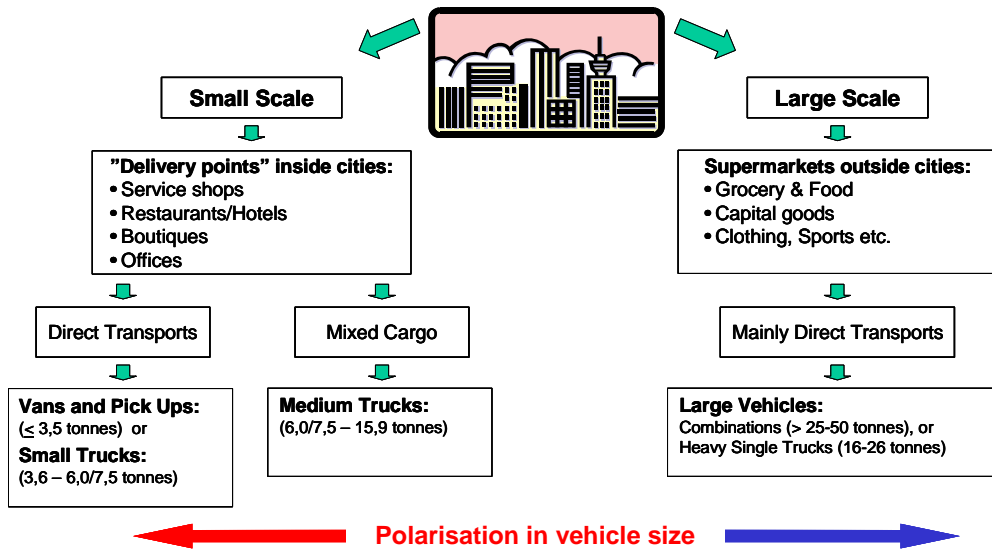 Small Scale
Large Scale
”Delivery points” inside cities:
• Service shops
• Restaurants/Hotels
• Boutiques
• Offices
Supermarkets outside cities:
• Grocery & Food
• Capital goods
• Clothing, Sports etc.
Direct Transports
Mixed Cargo
Mainly Direct Transports
Vans and Pick Ups:
(≤ 3,5 tonnes) or
Small Trucks:
(3,6 – 6,0/7,5 tonnes)
Medium Trucks:
(6,0/7,5 – 15,9 tonnes)
Large Vehicles:
Combinations (> 25-50 tonnes), or
Heavy Single Trucks (16-26 tonnes)
Polarisation in vehicle size